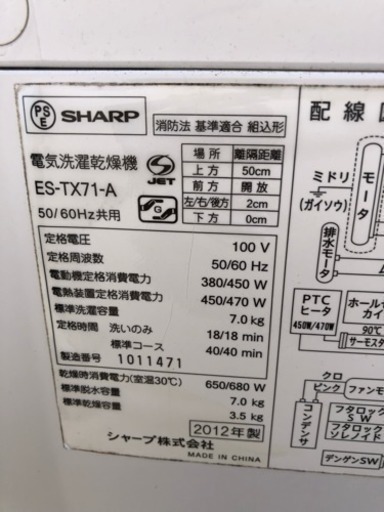 PSE SHARP
消防法 基準適合 組込形
電気洗濯乾燥機
ES-TX71-A
50/60Hz共用
JET
G
場所 離隔距離
上方 50cm
前方 開放
左/右/後方 2cm
下方 0cm
定格電圧 100 V
定格周波数 50/60 Hz
電動機定格消費電力 380/450 W
電熱装置定格消費電力 450/470 W
標準洗濯容量 7.0 kg
定格時間 洗いのみ 18/18 min
標準コース 40/40 min
製造番号 1011471
乾燥時消費電力(室温30℃) 650/680 W
標準脱水容量 7.0 kg
標準乾燥容量 3.5 kg
2012年製
シャープ株式会社
MADE IN CHINA
配線
ミドリ
(ガイソウ)
モータ
排水モータ
PTC
ヒータ
450W/470W
ホール
カイ
90℃
サーモス
クロ
ピンク
フタア
コンデンサ
フタロック
SW
フタロック
ソレノイド
デンゲンSW